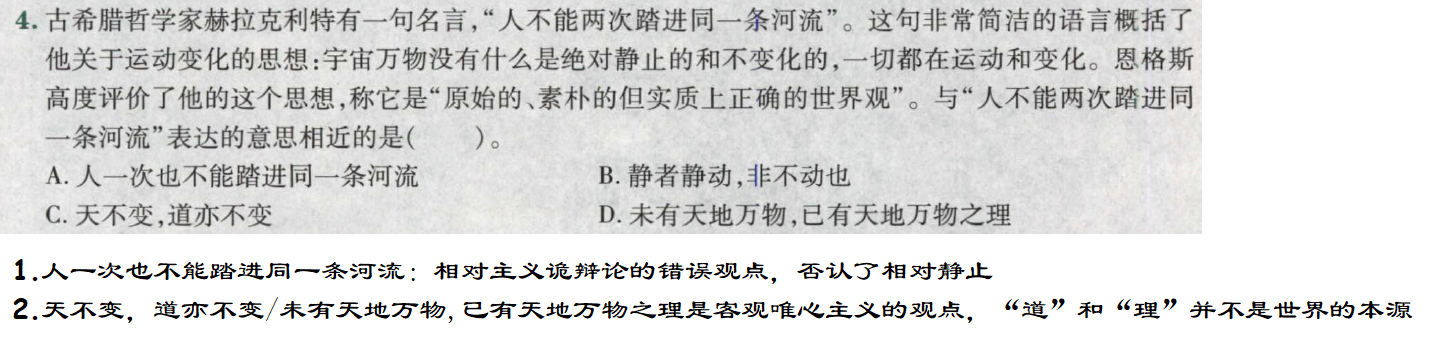 4. 古希腊哲学家赫拉克利特有一句名言,“人不能两次踏进同一条河流”。这句非常简洁的语言概括了
他关于运动变化的思想:宇宙万物没有什么是绝对静止的和不变化的,一切都在运动和变化。恩格斯
高度评价了他的这个思想,称它是“原始的、素朴的但实质上正确的世界观”。与“人不能两次踏进同
一条河流”表达的意思相近的是(　　)。
A. 人一次也不能踏进同一条河流　B. 静者静动,非不动也
C. 天不变,道亦不变　D. 未有天地万物,已有天地万物之理
1.人一次也不能踏进同一条河流：相对主义诡辩论的错误观点，否认了相对静止
2.天不变，道亦不变/未有天地万物,已有天地万物之理是客观唯心主义的观点，“道”和“理”并不是世界的本源